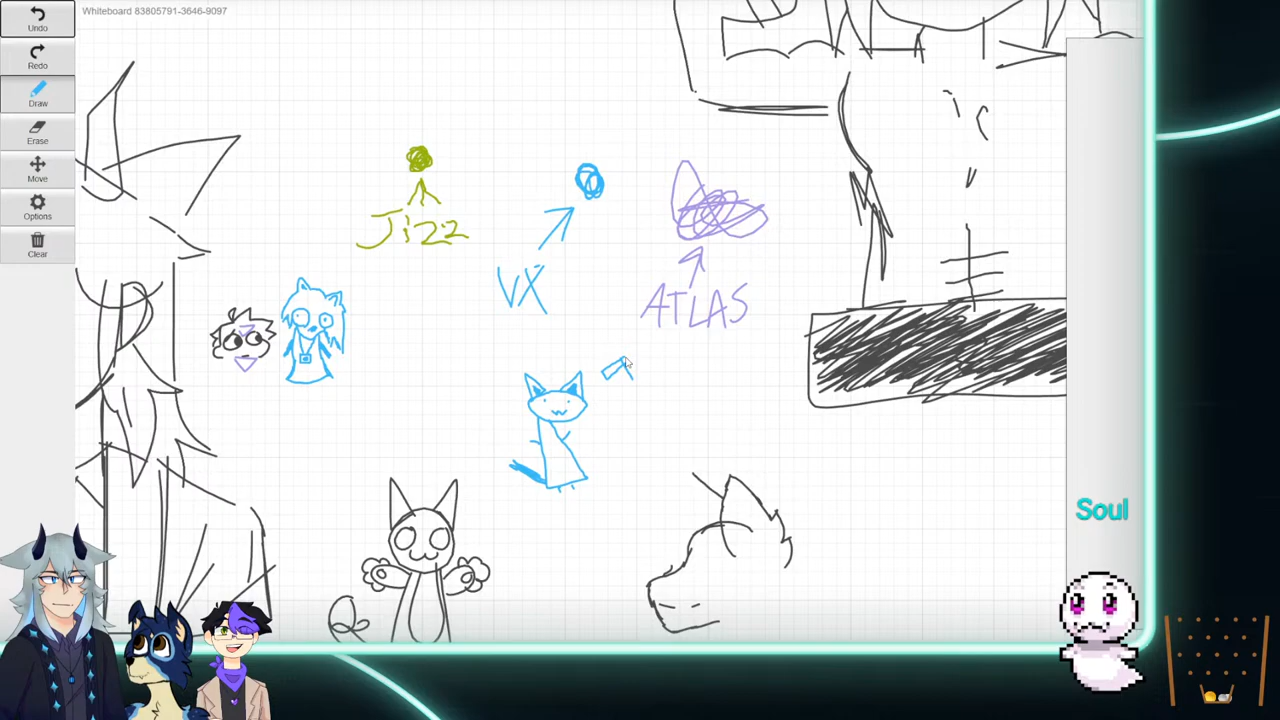 Whiteboard 83805791-3646-9097
Undo
Redo
Draw
Erase
Move
Options
Clear
Jizz
VX
ATLAS
Soul